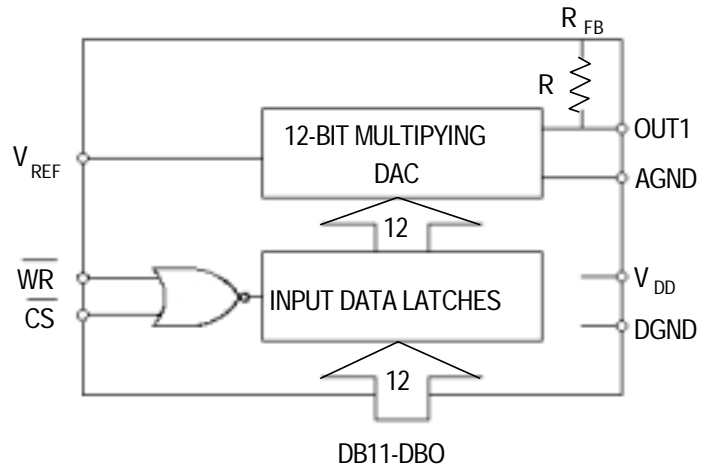 R FB
R
12-BIT MULTIPYING
DAC
OUT1
V REF
AGND
12
WR
CS
INPUT DATA LATCHES
V DD
DGND
12
DB11-DBO